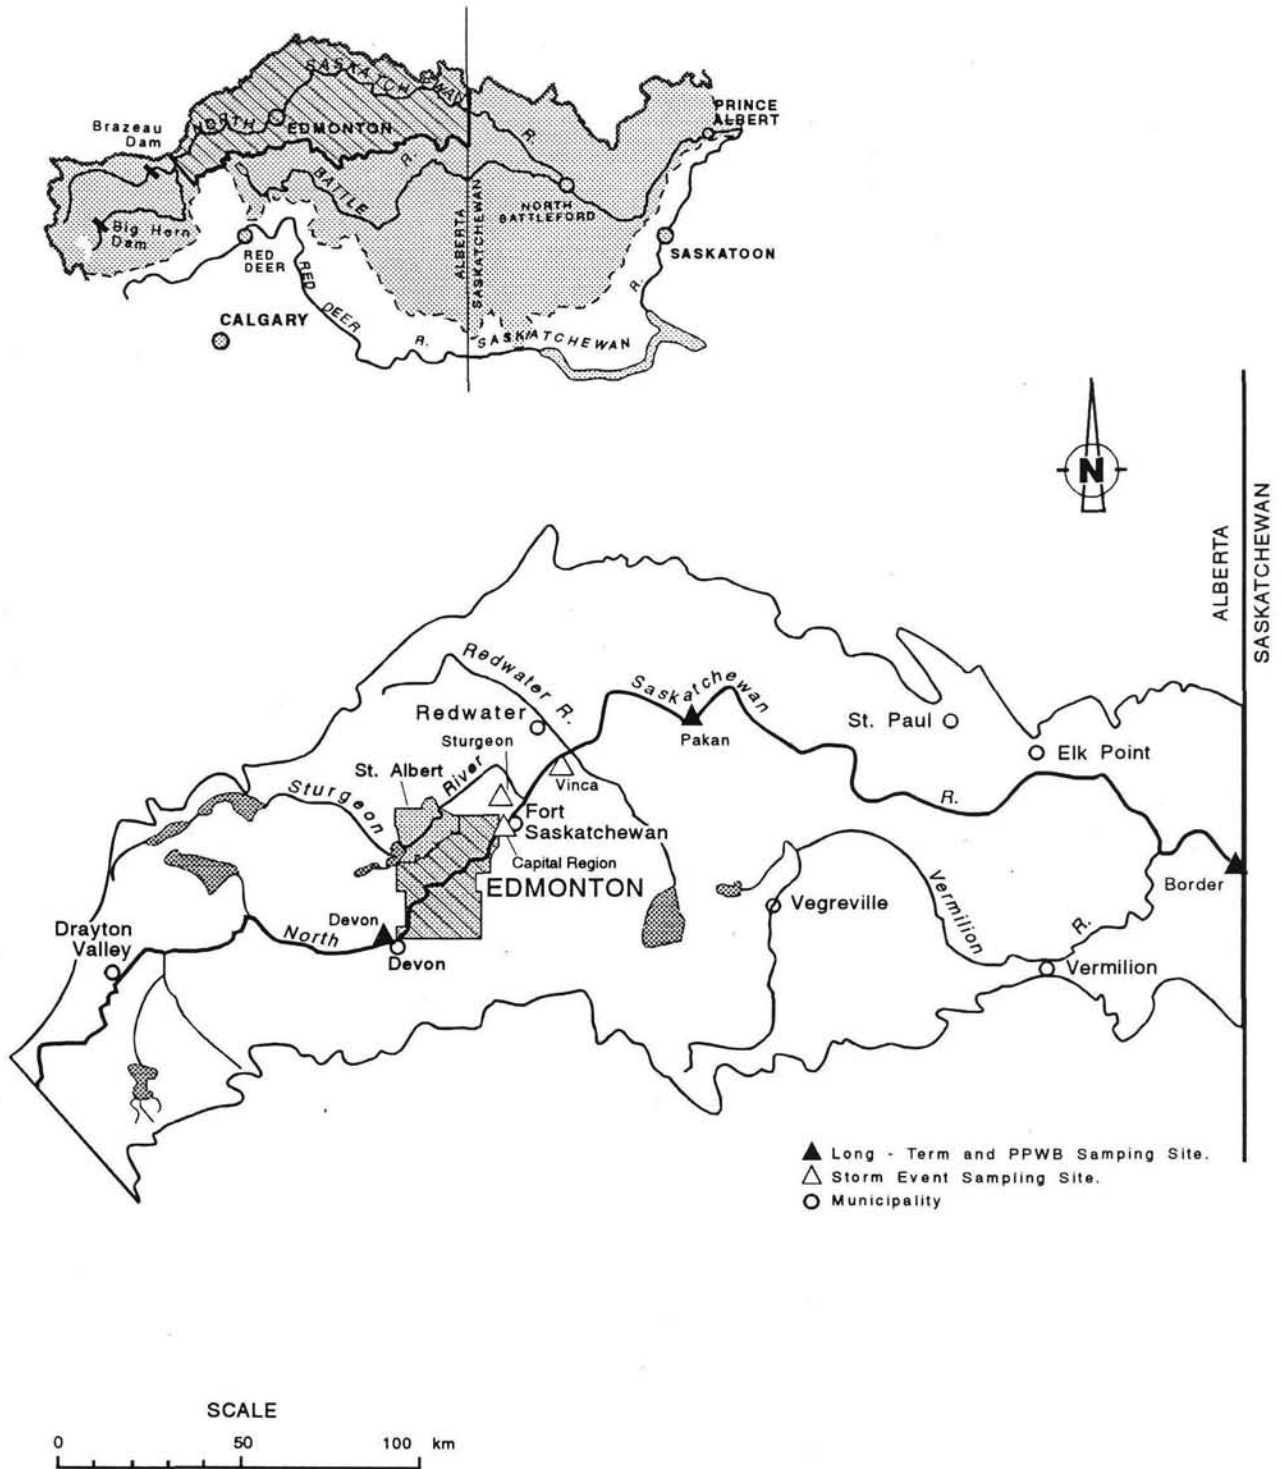 SASKATCHEWAN
NORTH
EDMONTON
R.
PRINCE
ALBERT
Brazeau
Dam
BATTLE
R.
NORTH
BATTLEFORD
Big Horn
Dam
ALBERTA
SASKATCHEWAN
RED
DEER
SASKATOON
RED
DEER
R.
CALGARY
R.
SASKATCHEWAN
N
ALBERTA
SASKATCHEWAN
Redwater R.
Saskatchewan
Redwater
Pakan
St. Paul
Sturgeon
Elk Point
St. Albert
River
Vinca
Sturgeon
R.
Fort
Saskatchewan
Capital Region
EDMONTON
Border
Vermilion
Vegreville
R.
Drayton
Valley
Devon
North
Devon
Vermilion
Long - Term and PPWB Samping Site.
Storm Event Sampling Site.
Municipality
SCALE
0 50 100 km